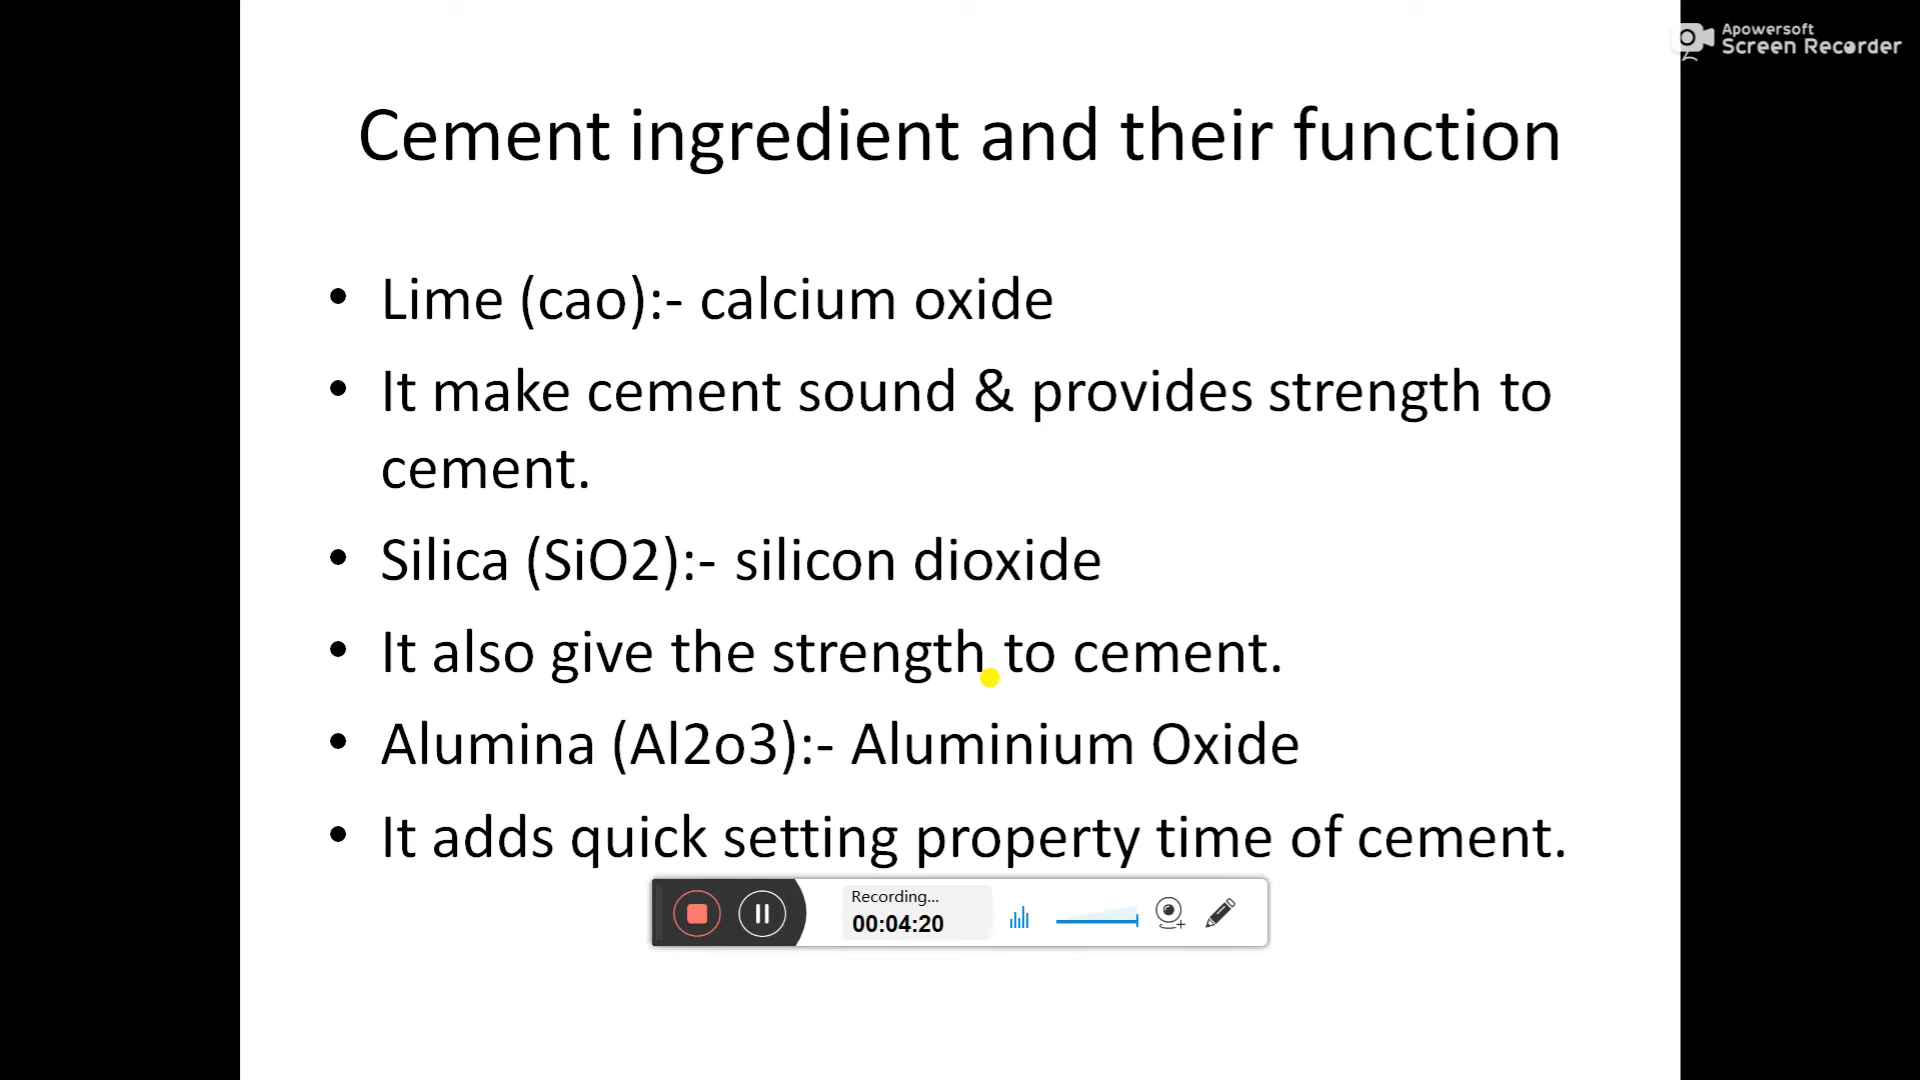 Apowersoft
Screen Recorder
Cement ingredient and their function
• Lime (cao):- calcium oxide
• It make cement sound & provides strength to
cement.
• Silica (SiO2):- silicon dioxide
• It also give the strength to cement.
• Alumina (Al2o3):- Aluminium Oxide
• It adds quick setting property time of cement.
Recording...
00:04:20